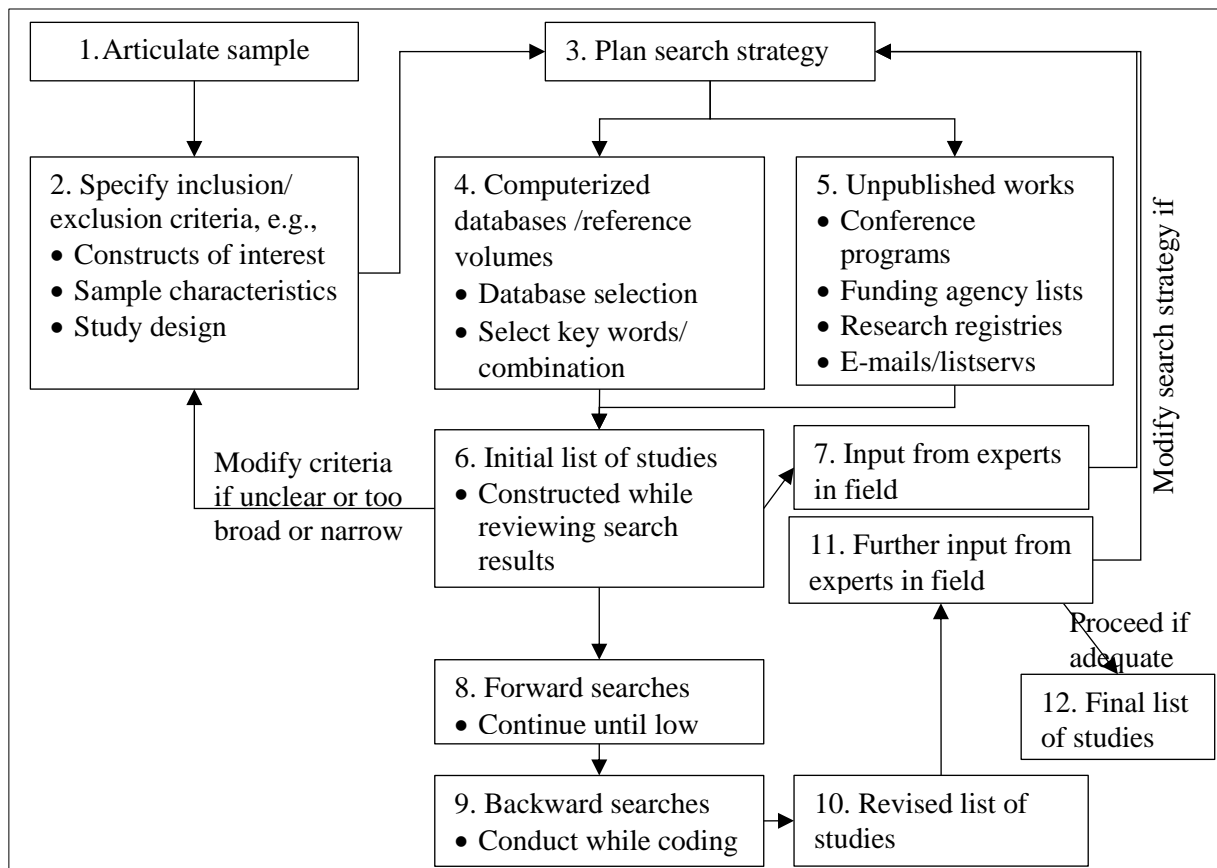 1. Articulate sample
3. Plan search strategy
2. Specify inclusion/
exclusion criteria, e.g.,
• Constructs of interest
• Sample characteristics
• Study design
4. Computerized
databases /reference
volumes
• Database selection
• Select key words/
combination
5. Unpublished works
• Conference
programs
• Funding agency lists
• Research registries
• E-mails/listservs
Modify search strategy if
Modify criteria
if unclear or too
broad or narrow
6. Initial list of studies
• Constructed while
reviewing search
results
7. Input from experts
in field
11. Further input from
experts in field
Proceed if
adequate
8. Forward searches
• Continue until low
12. Final list
of studies
9. Backward searches
• Conduct while coding
10. Revised list of
studies